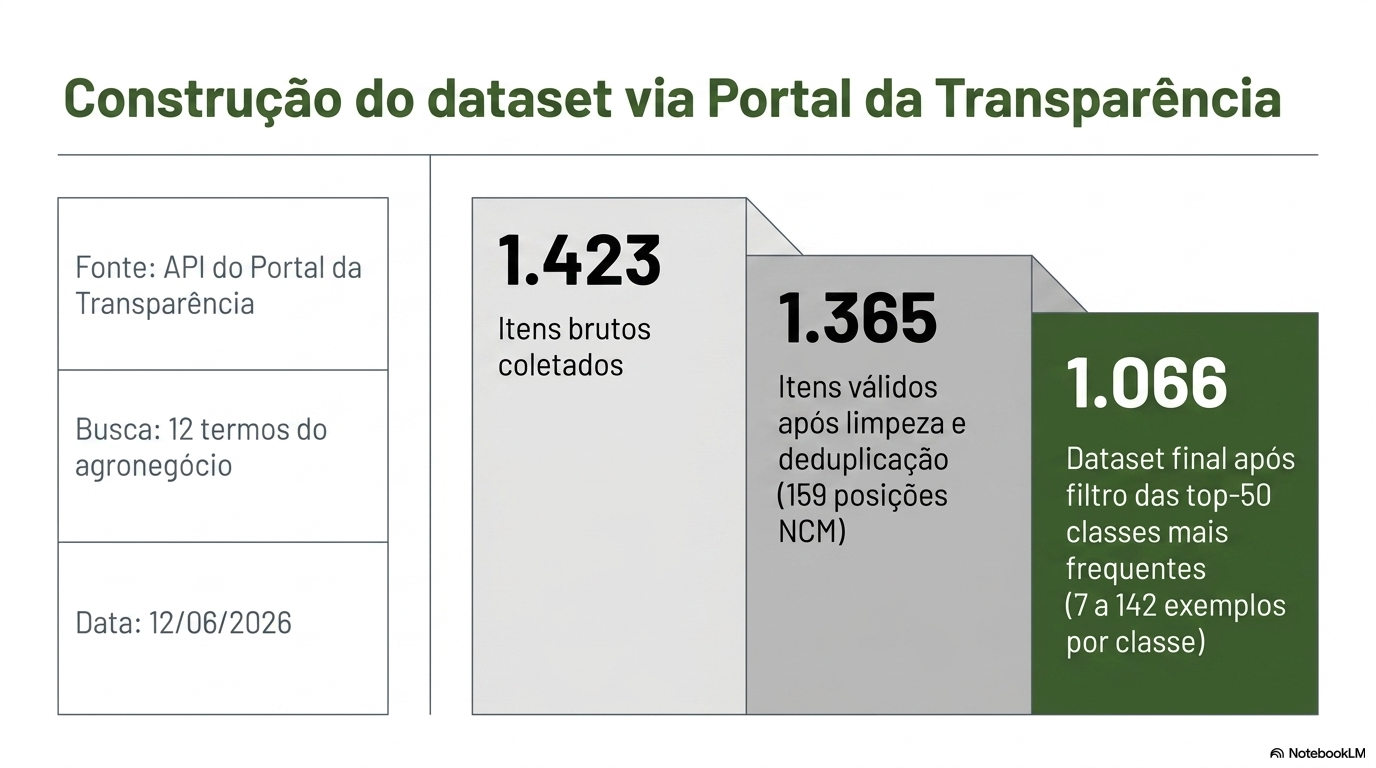 Construção do dataset via Portal da Transparência
Fonte: API do Portal da
Transparência
Busca: 12 termos do
agronegócio
Data: 12/06/2026
1.423
Itens brutos
coletados
1.365
Itens válidos
após limpeza e
deduplicação
(159 posições
NCM)
1.066
Dataset final após
filtro das top-50
classes mais
frequentes
(7 a 142 exemplos
por classe)
NotebookLM